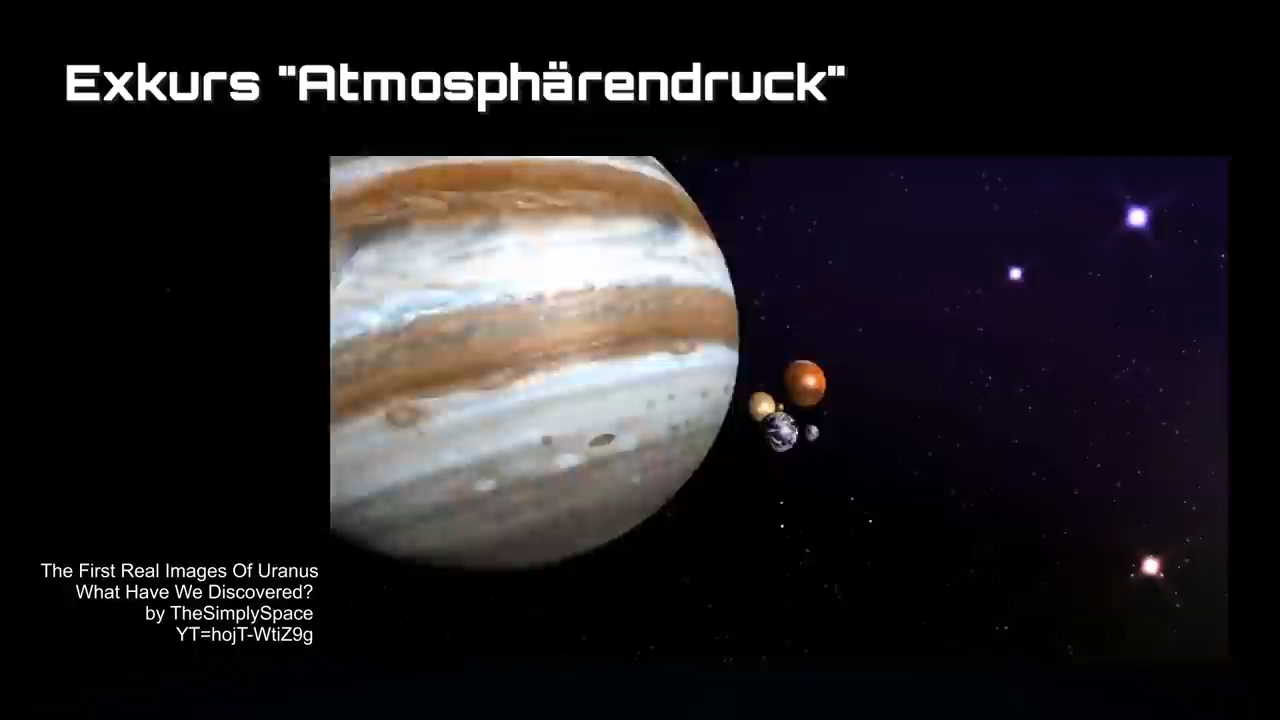 Exkurs "Atmosphärendruck"
The First Real Images Of Uranus
What Have We Discovered?
by TheSimplySpace
YT=hojT-WtiZ9g